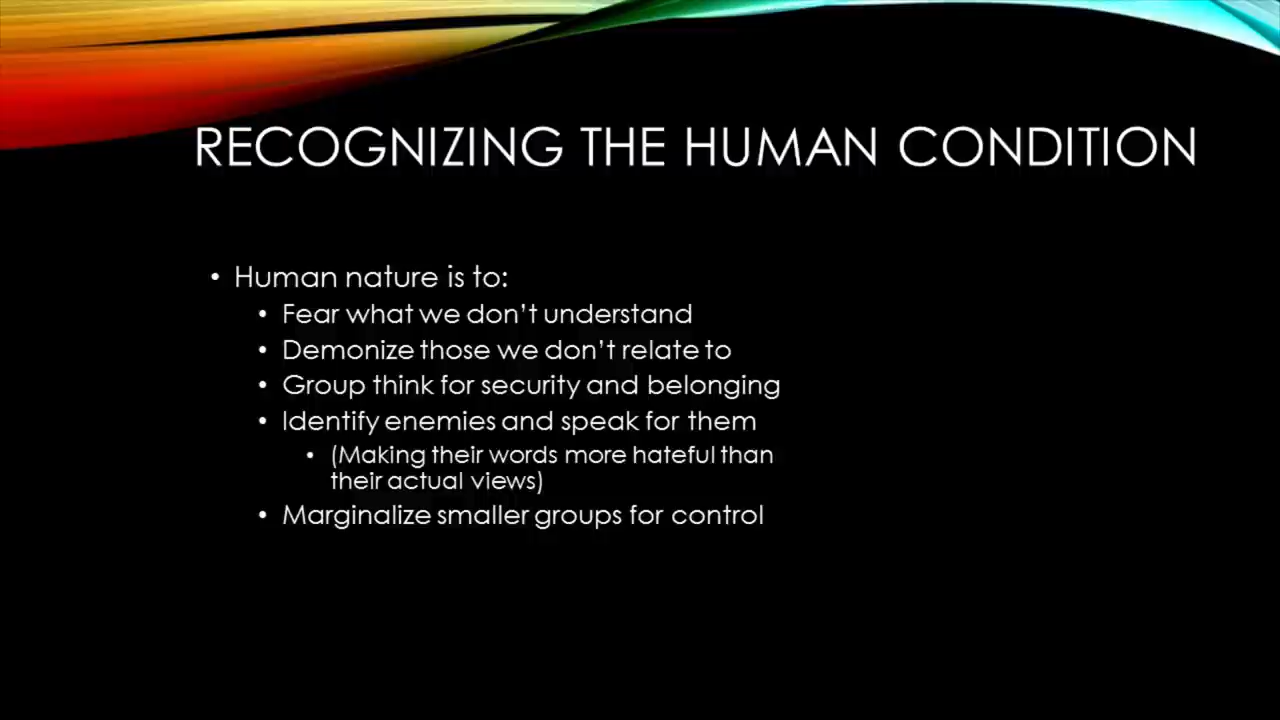 RECOGNIZING THE HUMAN CONDITION
• Human nature is to:
• Fear what we don't understand
• Demonize those we don't relate to
• Group think for security and belonging
• Identify enemies and speak for them
• (Making their words more hateful than
their actual views)
• Marginalize smaller groups for control